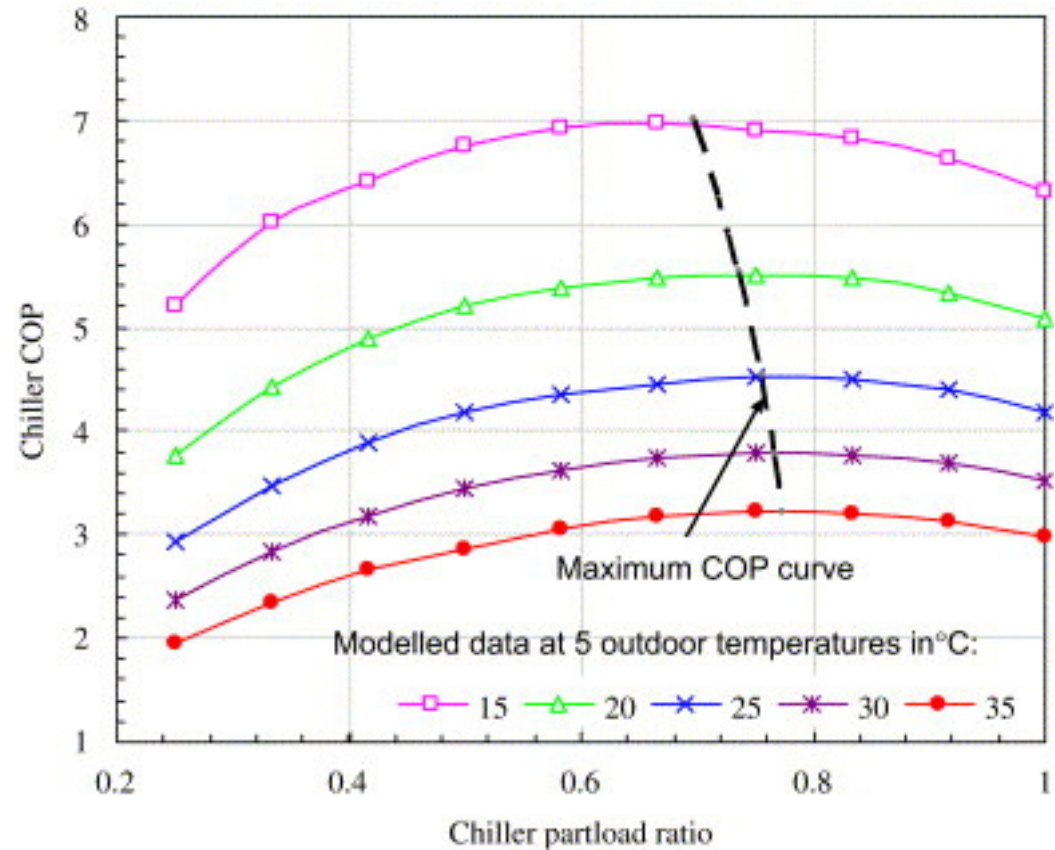 8
7
6
5
4
3
2
1
Chiller COP
Maximum COP curve
Modelled data at 5 outdoor temperatures in°C:
15 20 25 30 35
0.2 0.4 0.6 0.8 1
Chiller partload ratio